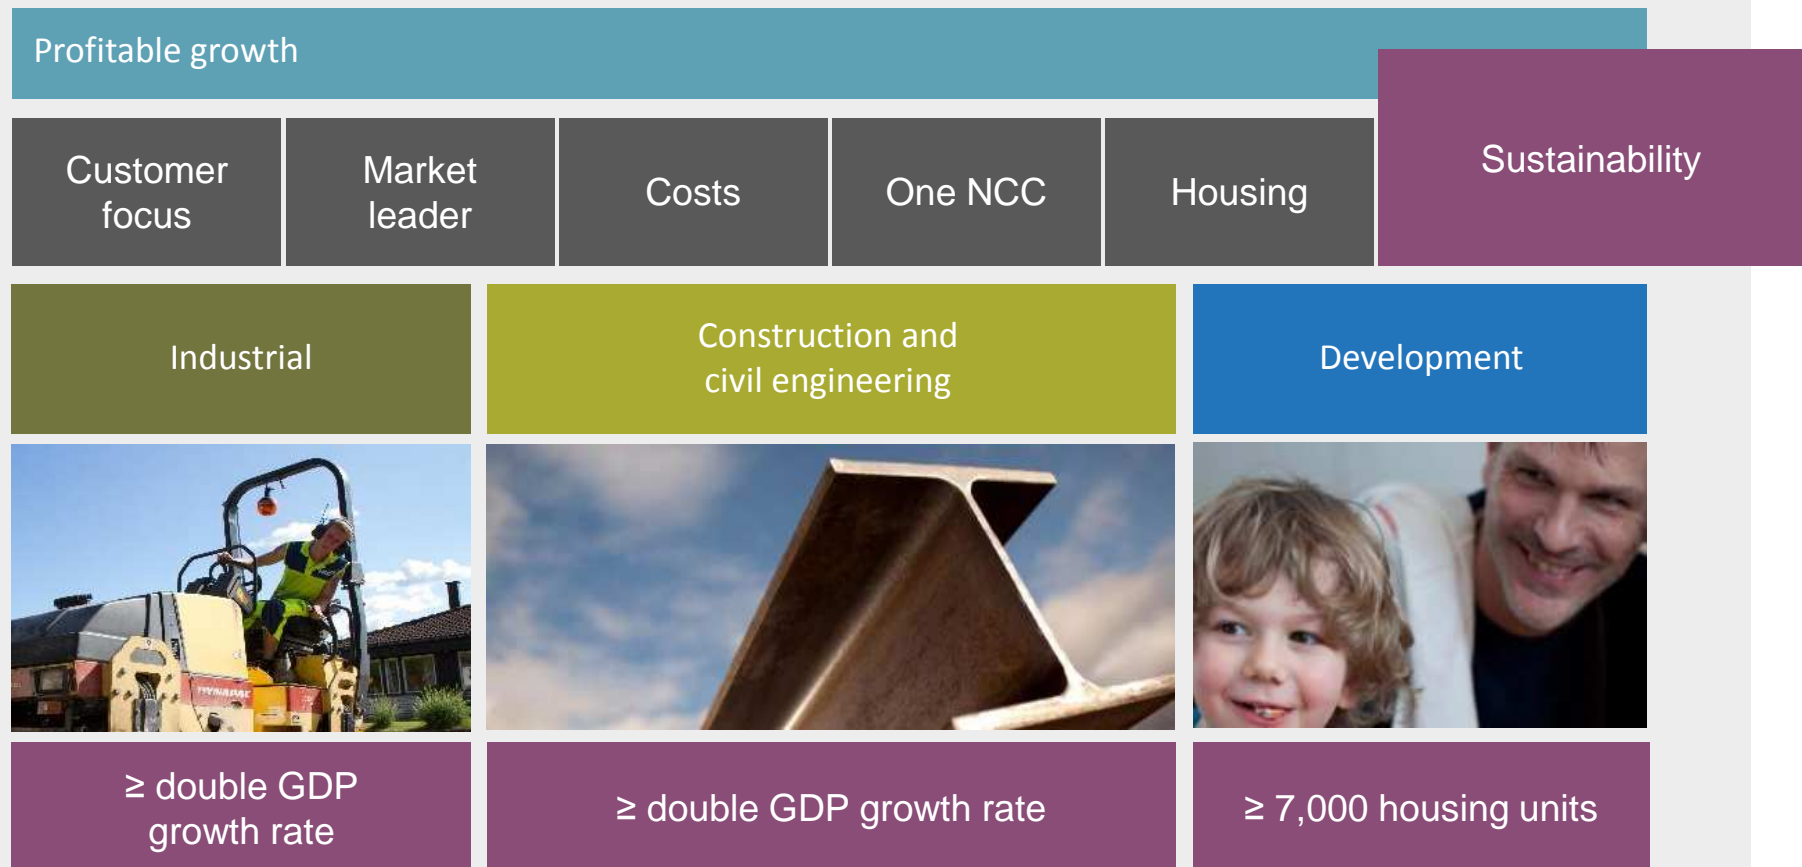 Profitable growth
Sustainability
Customer
focus
Market
leader
Costs
One NCC
Housing
Industrial
Construction and
civil engineering
Development
DYNAPAC
≥ double GDP
growth rate
≥ double GDP growth rate
≥ 7,000 housing units